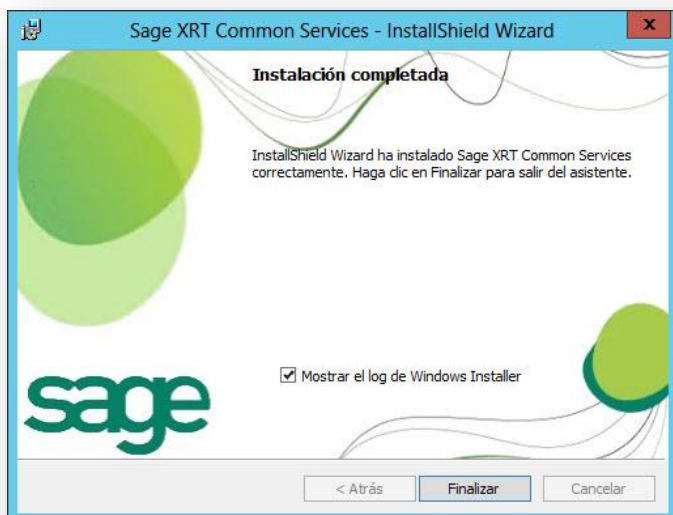 Sage XRT Common Services - InstallShield Wizard
x
Instalación completada
InstallShield Wizard ha instalado Sage XRT Common Services
correctamente. Haga clic en Finalizar para salir del asistente.
Mostrar el log de Windows Installer
sage
< Atrás
Finalizar
Cancelar